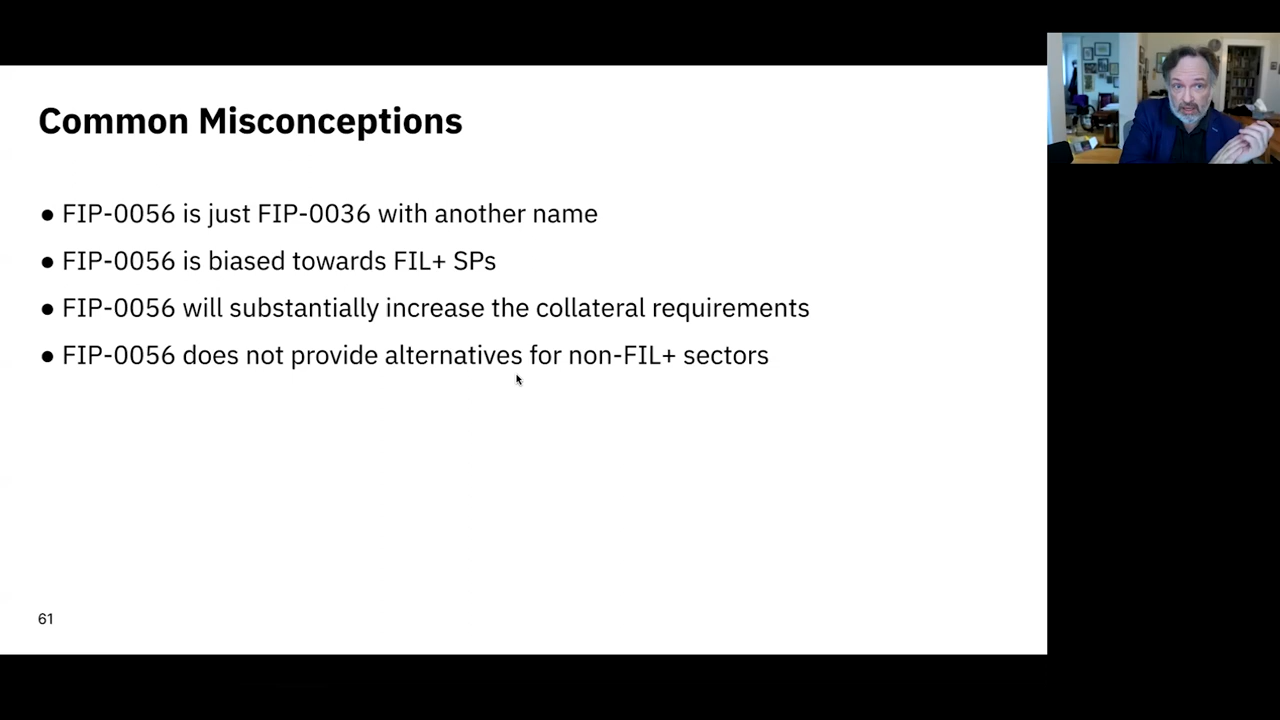 Common Misconceptions
● FIP-0056 is just FIP-0036 with another name
● FIP-0056 is biased towards FIL+ SPs
● FIP-0056 will substantially increase the collateral requirements
● FIP-0056 does not provide alternatives for non-FIL+ sectors
61